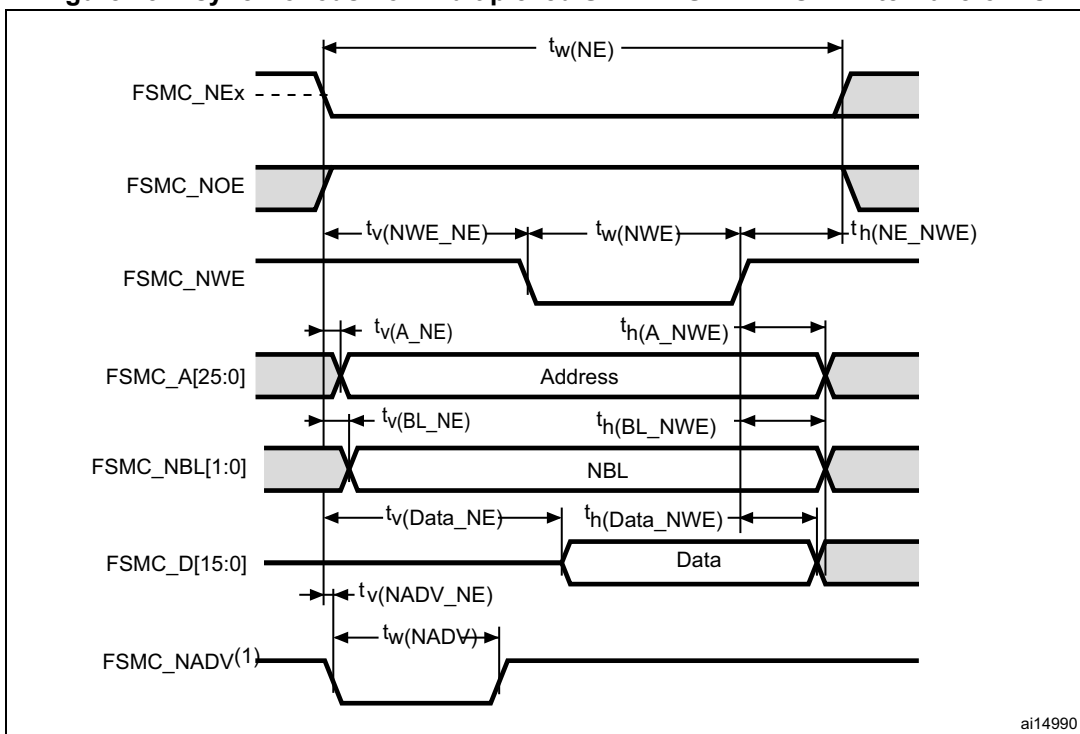 tw(NE)
FSMC_NEx
FSMC_NOE
tv(NWE_NE)
tw(NWE)
th(NE_NWE)
FSMC_NWE
tv(A_NE)
th(A_NWE)
FSMC_A[25:0]
Address
tv(BL_NE)
th(BL_NWE)
FSMC_NBL[1:0]
NBL
tv(Data_NE)
th(Data_NWE)
FSMC_D[15:0]
Data
tv(NADV_NE)
tw(NADV)
FSMC_NADV(1)
ai14990